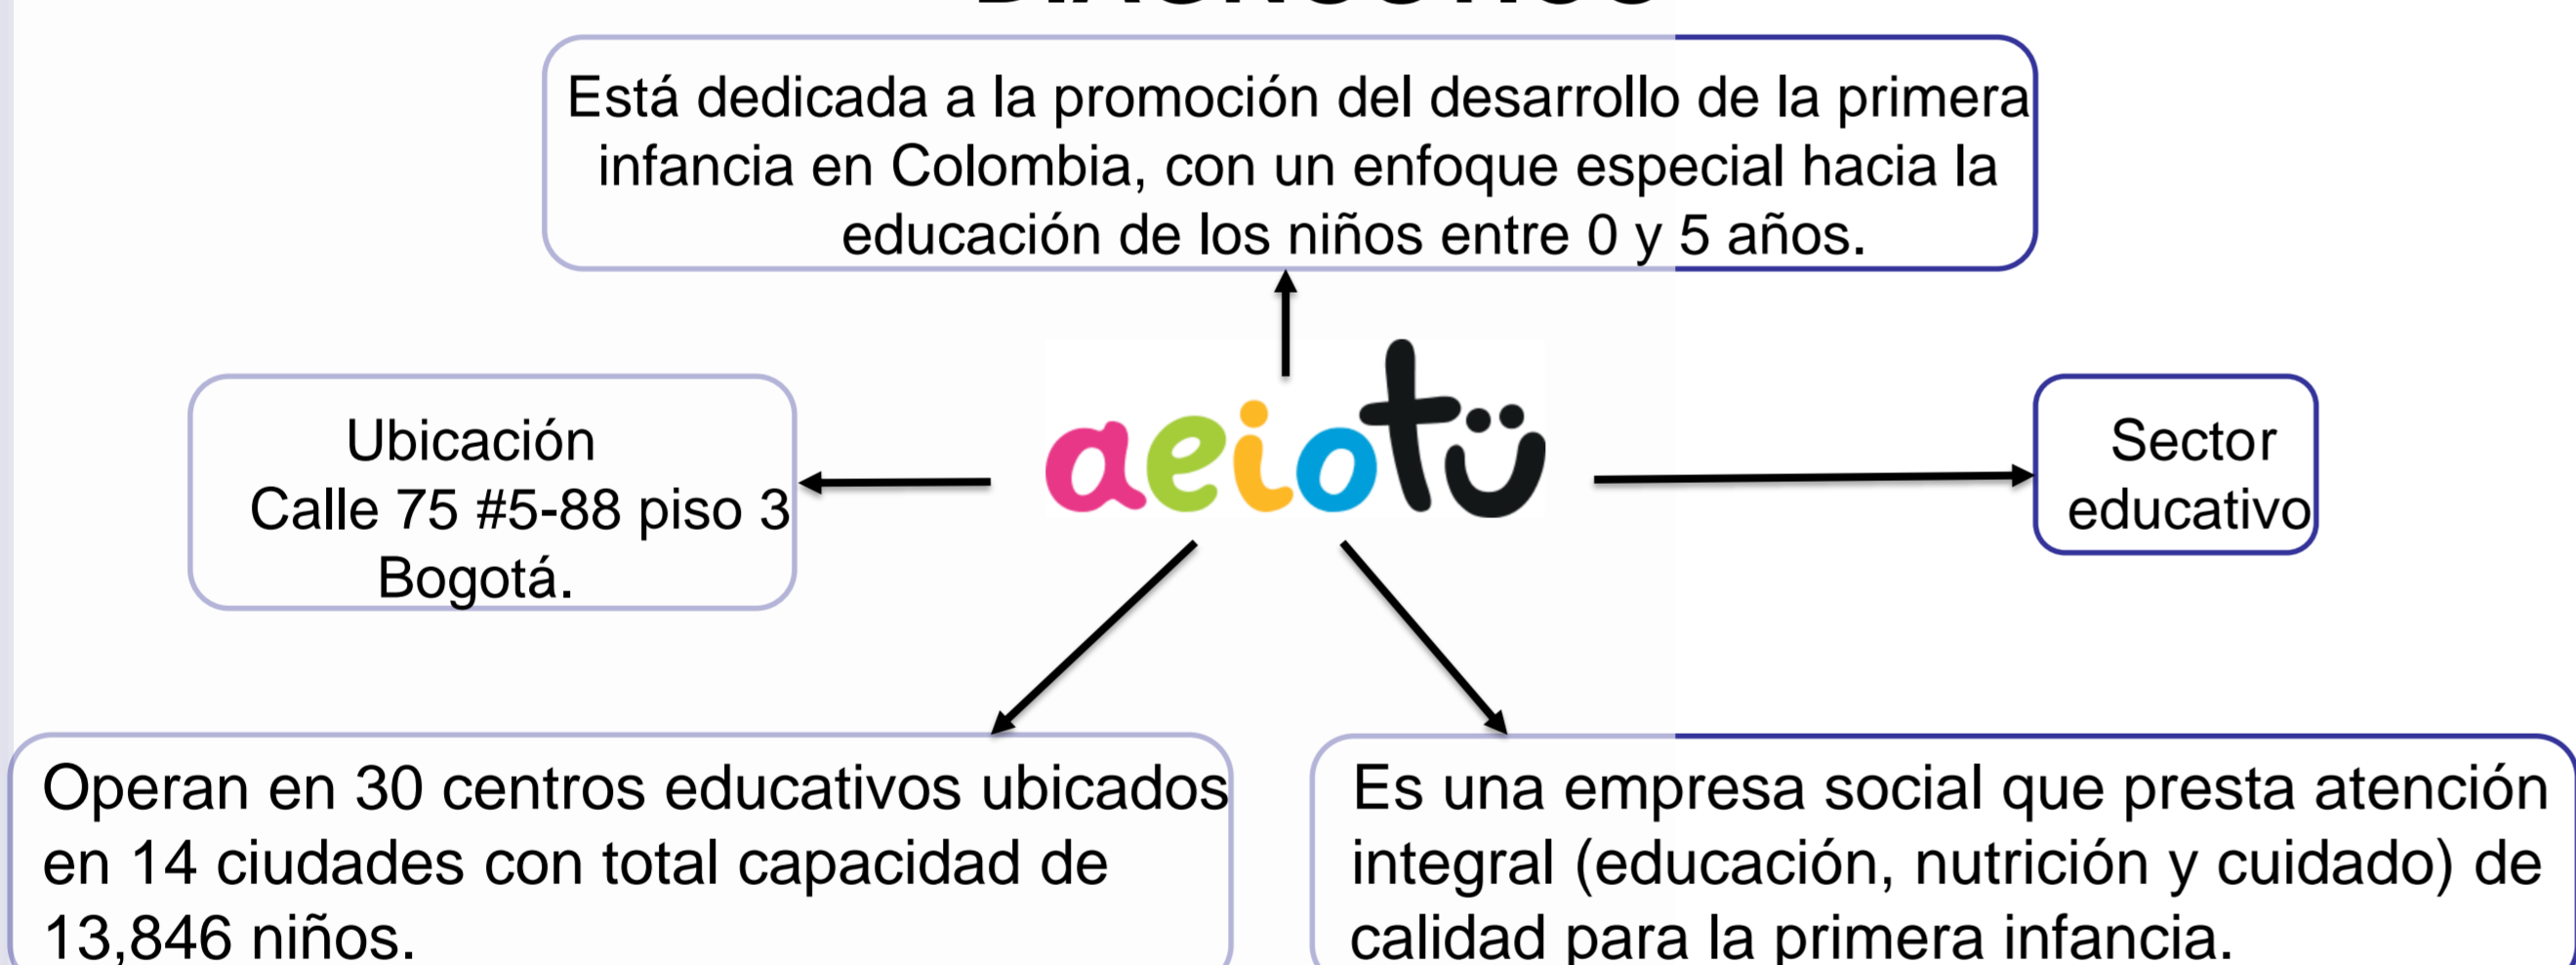 Está dedicada a la promoción del desarrollo de la primera
infancia en Colombia, con un enfoque especial hacia la
educación de los niños entre 0 y 5 años.
Ubicación
Calle 75 #5-88 piso 3
Bogotá.
aeiotü
Sector
educativo
Operan en 30 centros educativos ubicados
en 14 ciudades con total capacidad de
13,846 niños.
Es una empresa social que presta atención
integral (educación, nutrición y cuidado) de
calidad para la primera infancia.